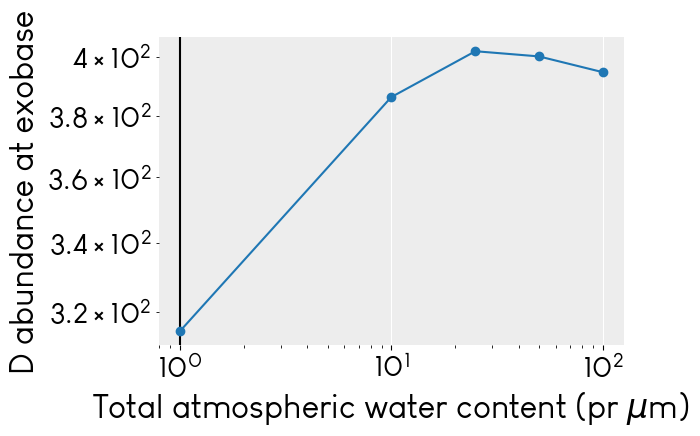 D abundance at exobase
4 × 10²
3.8 × 10²
3.6 × 10²
3.4 × 10²
3.2 × 10²
10⁰ 10¹ 10²
Total atmospheric water content (pr μm)